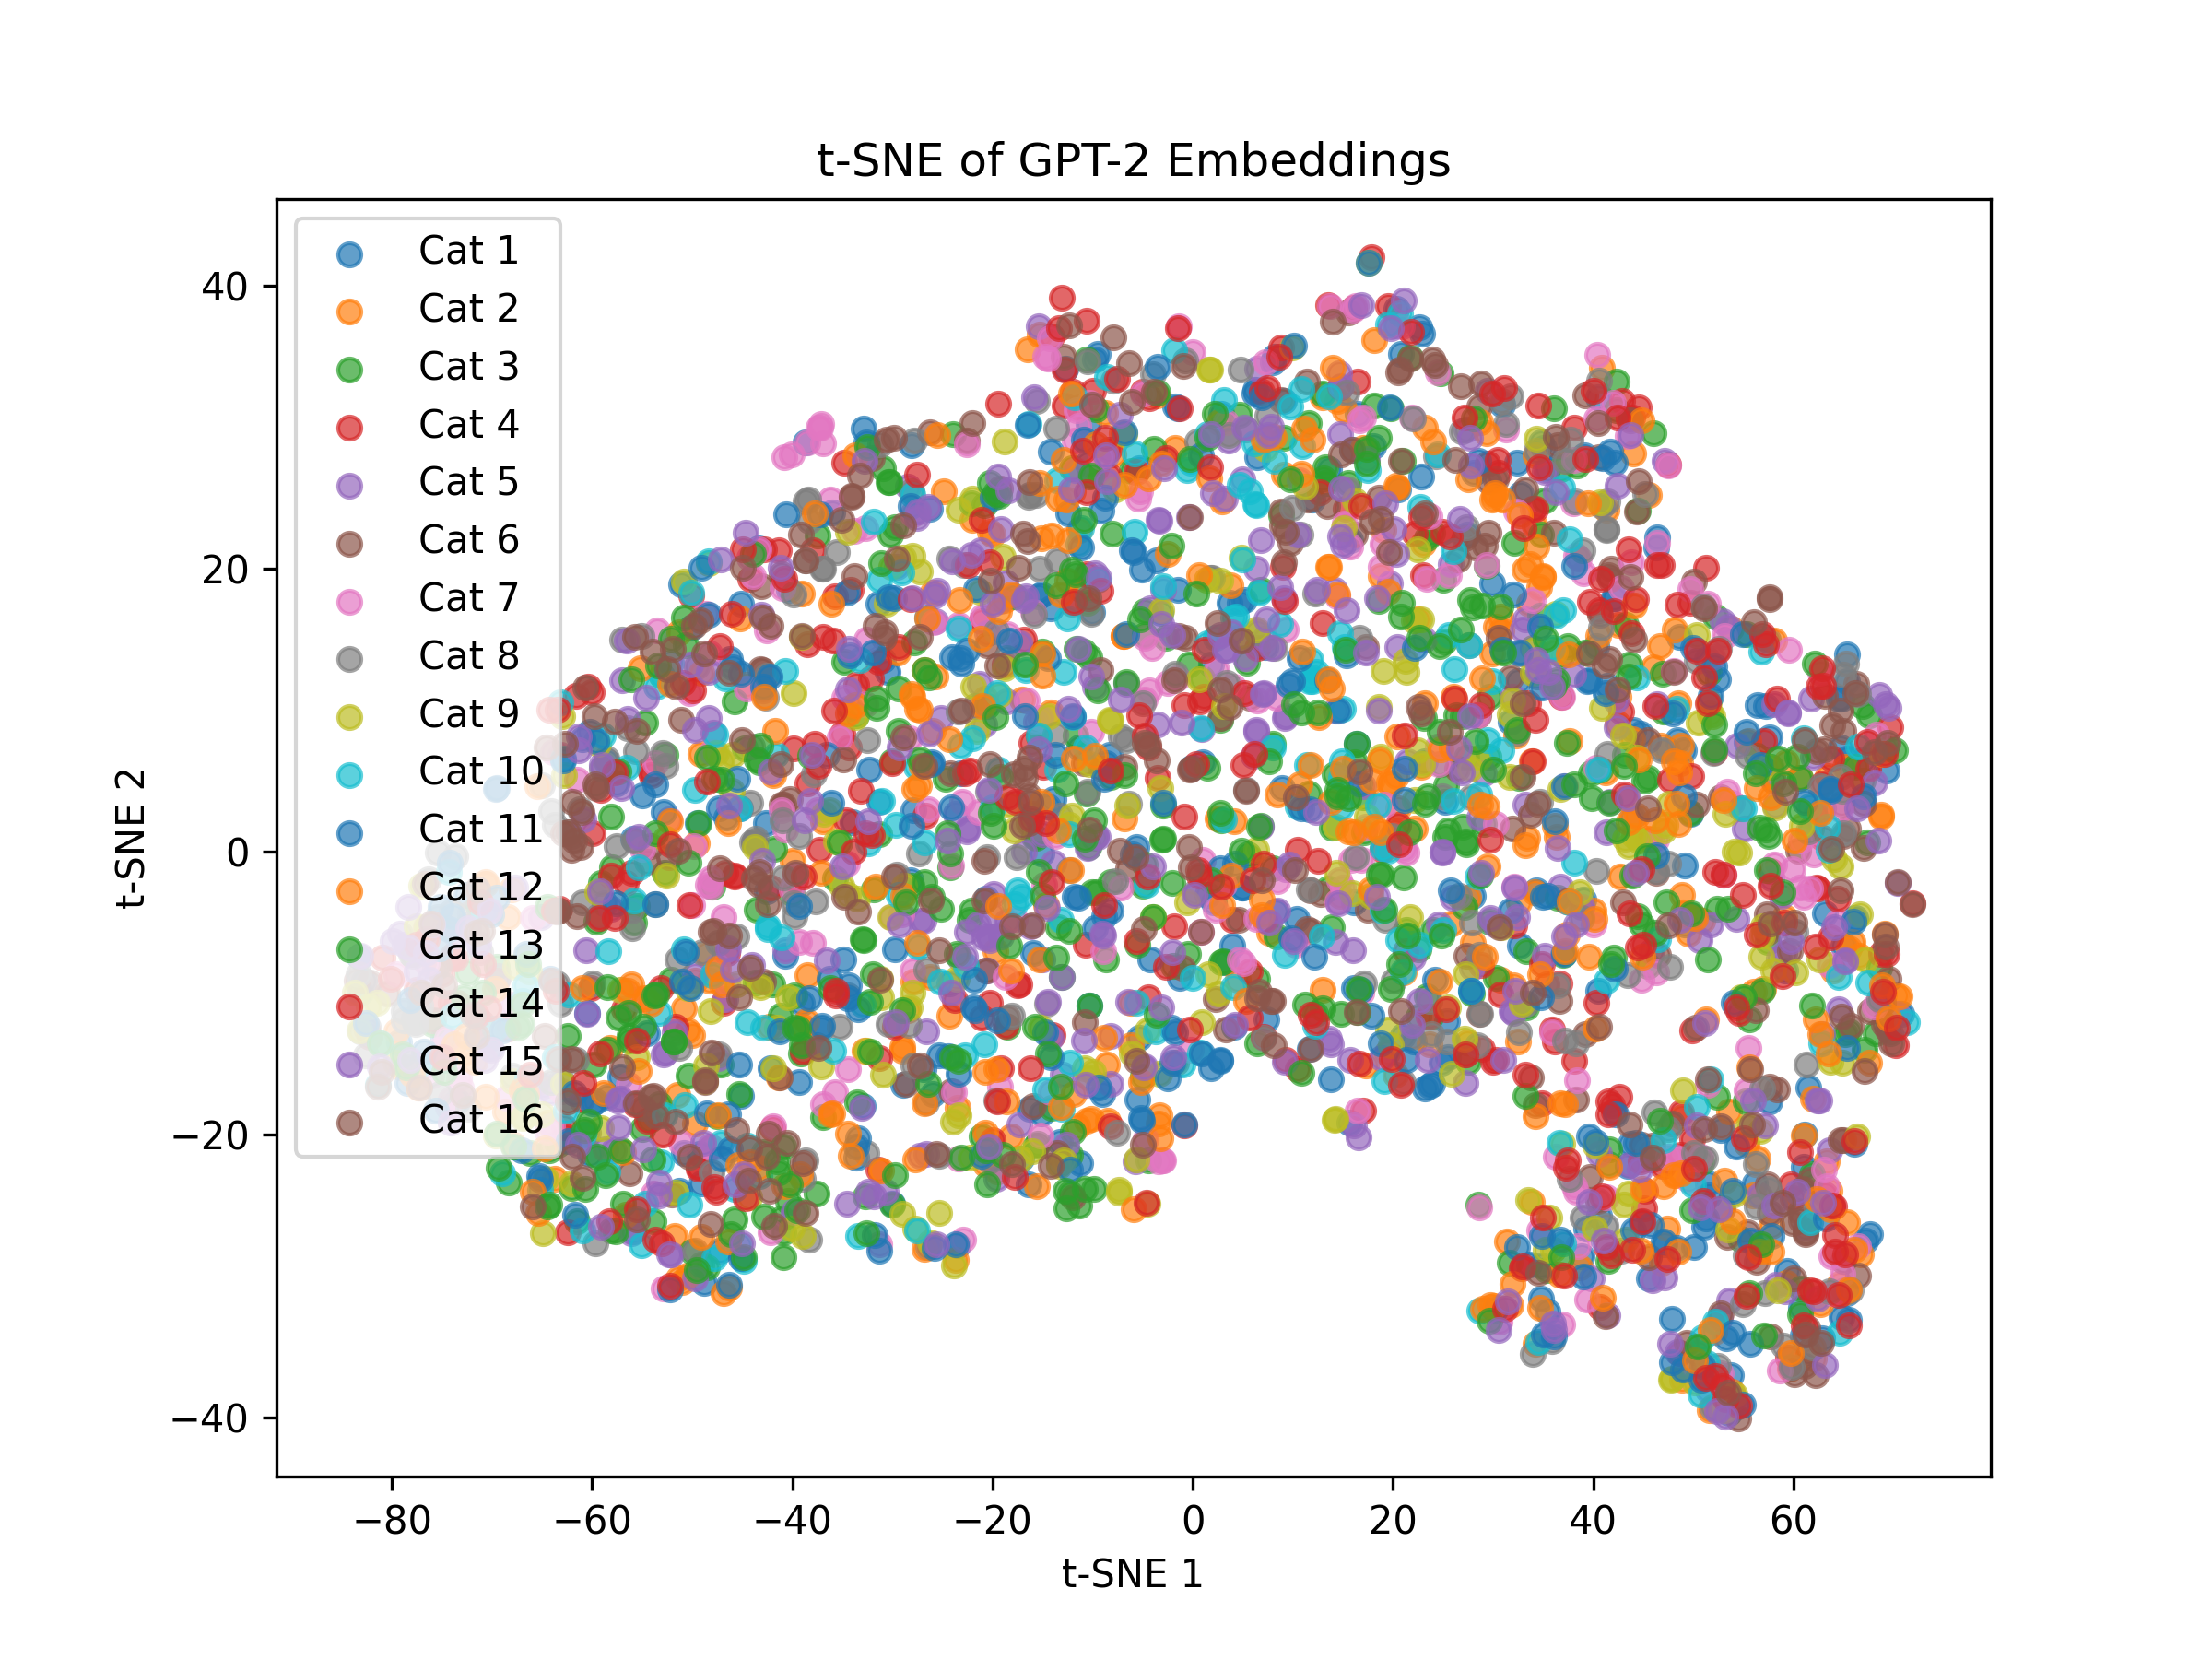 t-SNE of GPT-2 Embeddings
Cat 1
Cat 2
Cat 3
Cat 4
Cat 5
Cat 6
Cat 7
Cat 8
Cat 9
Cat 10
Cat 11
Cat 12
Cat 13
Cat 14
Cat 15
Cat 16
40
20
0
−20
−40
t-SNE 2
−80 −60 −40 −20 0 20 40 60
t-SNE 1